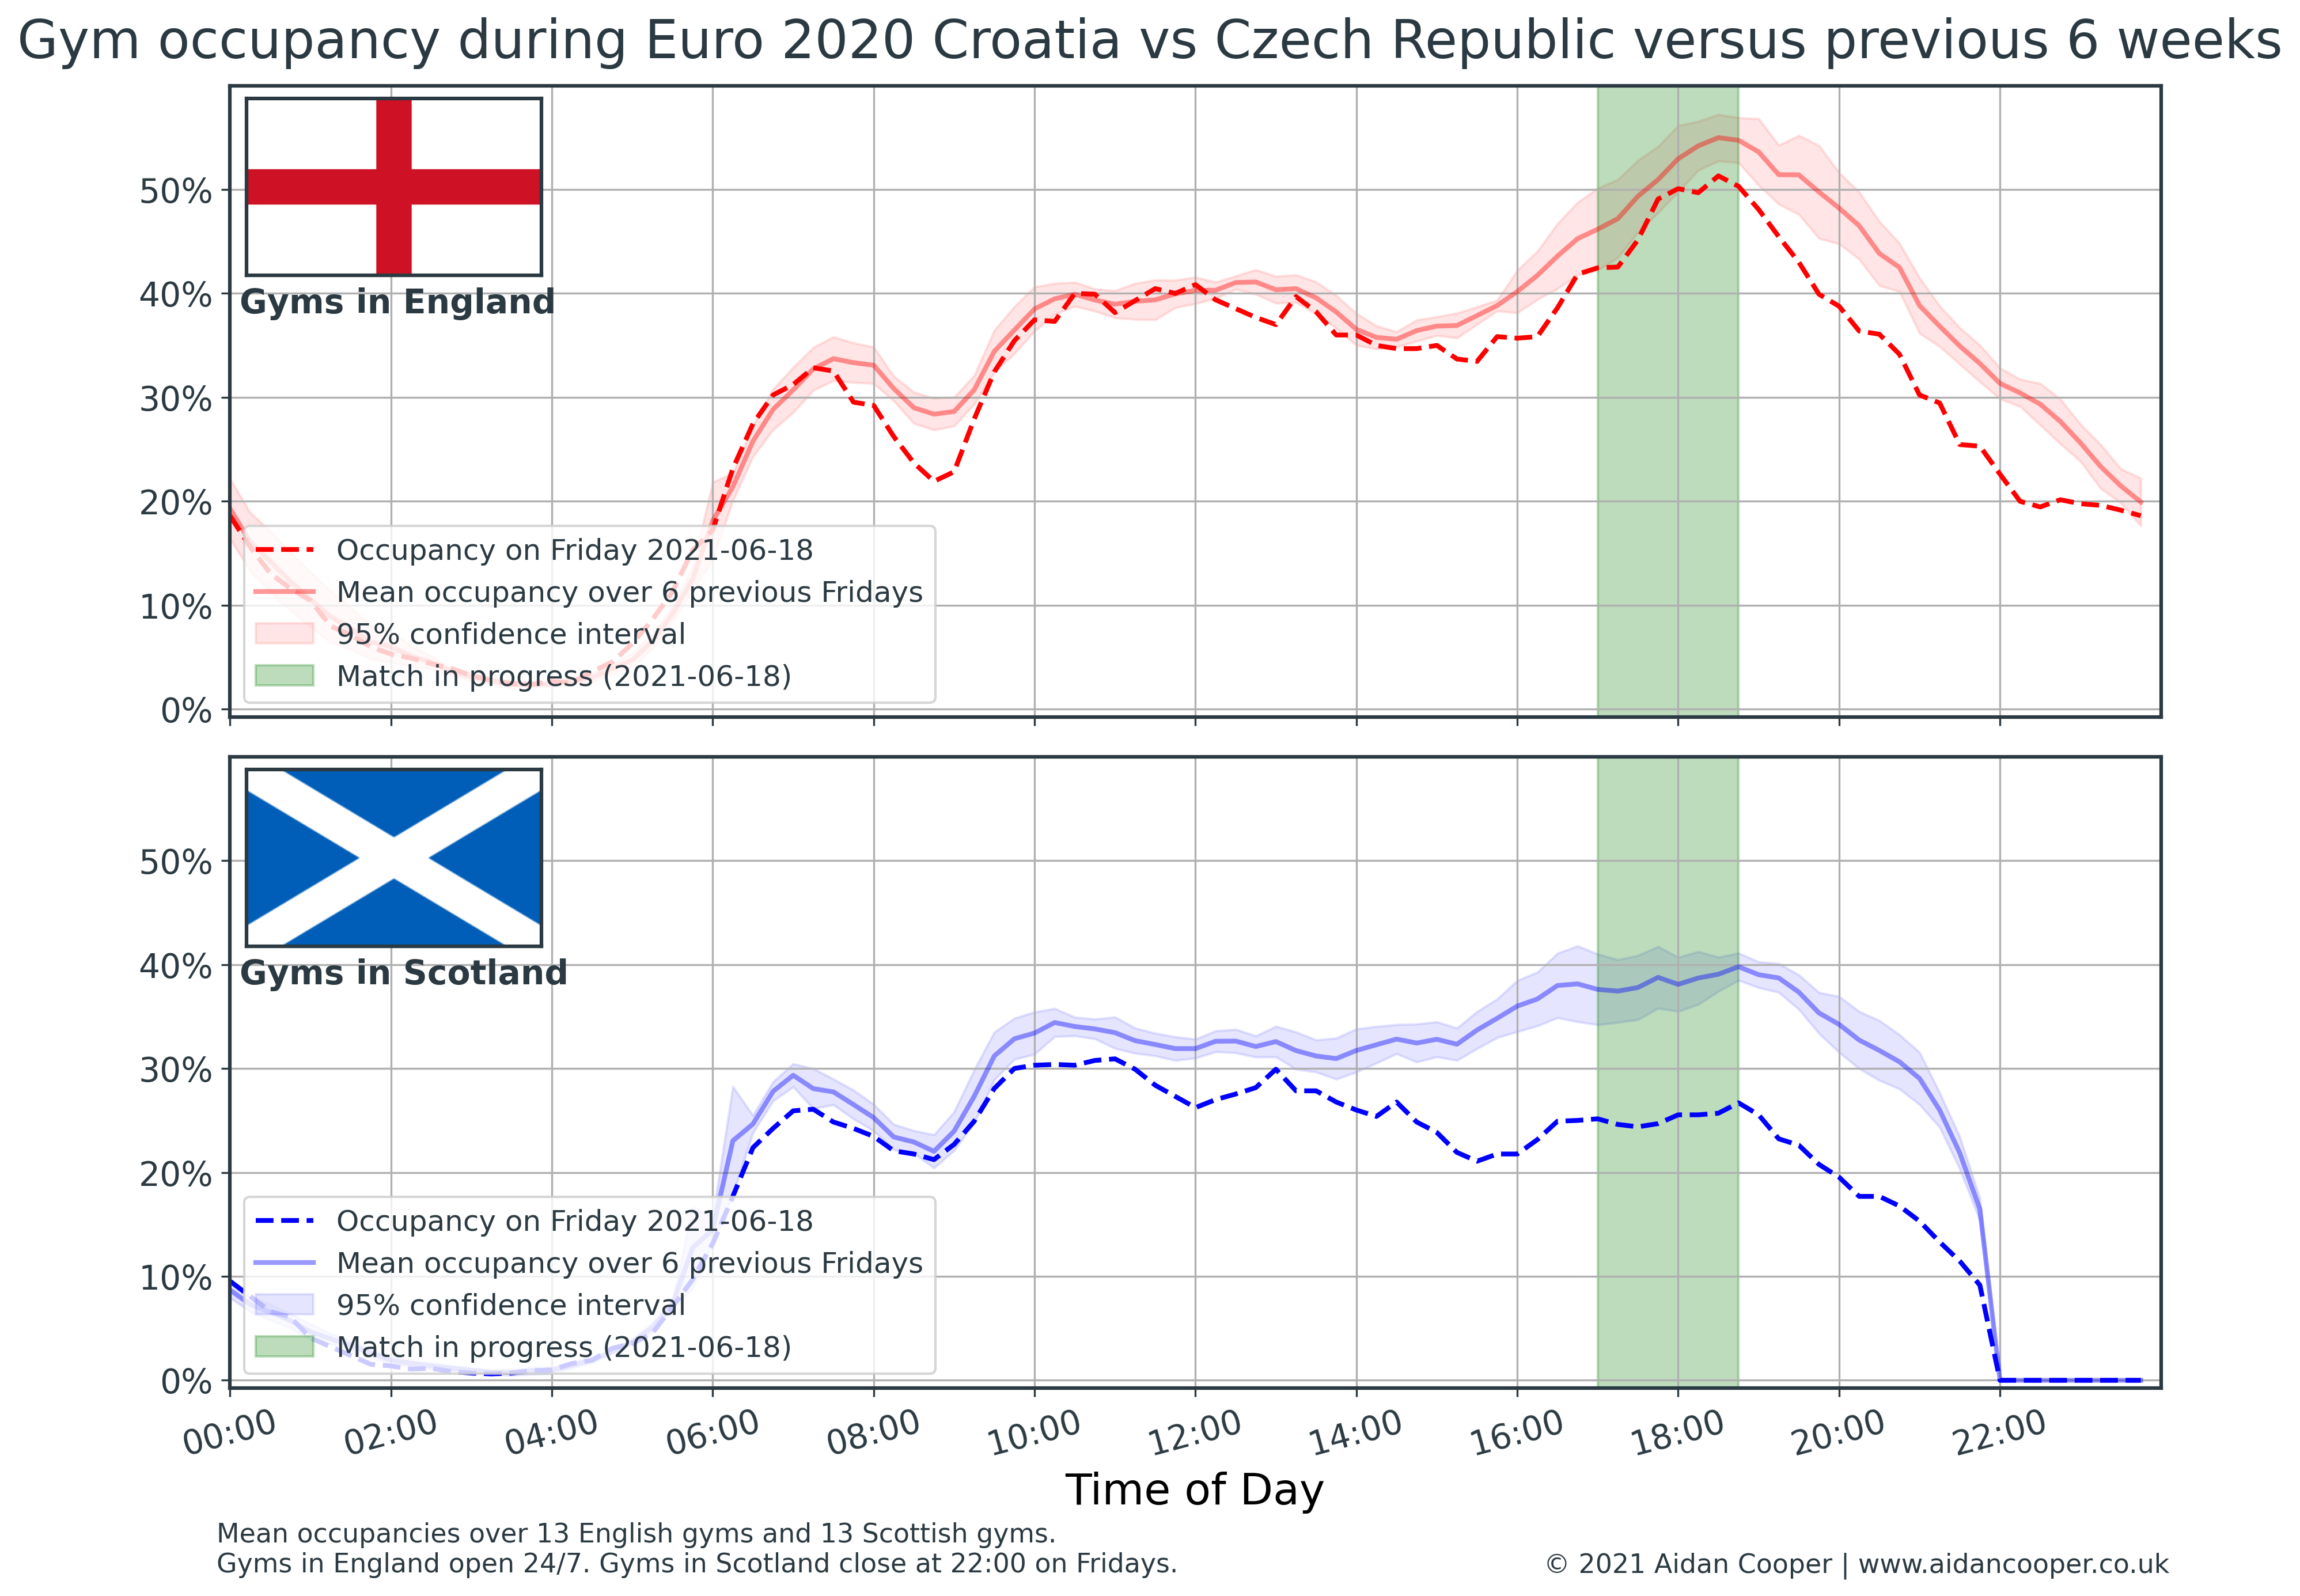 Gym occupancy during Euro 2020 Croatia vs Czech Republic versus previous 6 weeks
50%
40%
30%
20%
10%
0%
Gyms in England
Occupancy on Friday 2021-06-18
Mean occupancy over 6 previous Fridays
95% confidence interval
Match in progress (2021-06-18)
50%
40%
30%
20%
10%
0%
Gyms in Scotland
Occupancy on Friday 2021-06-18
Mean occupancy over 6 previous Fridays
95% confidence interval
Match in progress (2021-06-18)
00:00 02:00 04:00 06:00 08:00 10:00 12:00 14:00 16:00 18:00 20:00 22:00
Time of Day
Mean occupancies over 13 English gyms and 13 Scottish gyms.
Gyms in England open 24/7. Gyms in Scotland close at 22:00 on Fridays.
© 2021 Aidan Cooper | www.aidancooper.co.uk